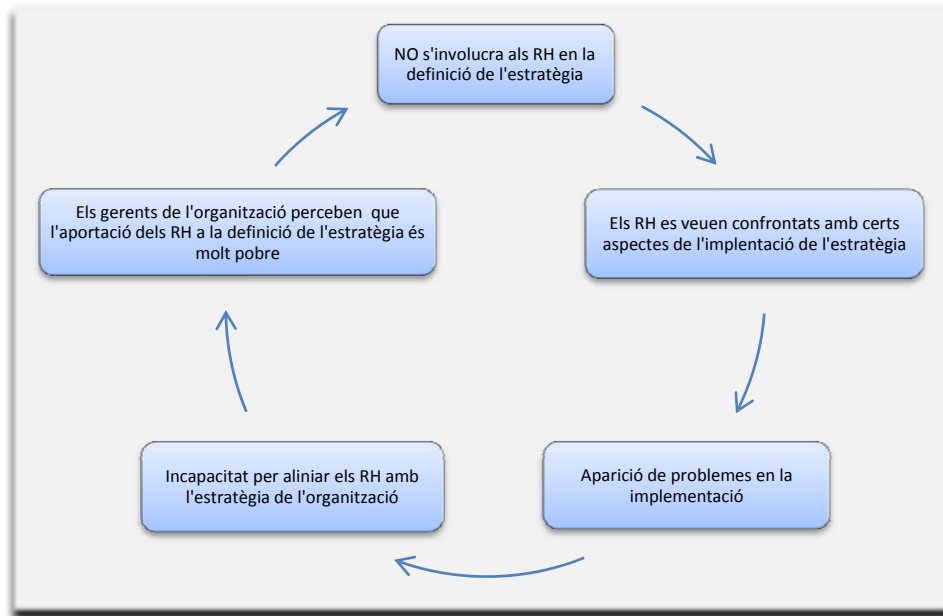 NO s'involucra als RH en la
definició de l'estratègia
Els RH es veuen confrontats amb certs
aspectes de l'implentació de l'estratègia
Aparició de problemes en la
implementació
Incapacitat per aliniar els RH amb
l'estratègia de l'organització
Els gerents de l'organització perceben que
l'aportació dels RH a la definició de l'estratègia és
molt pobre